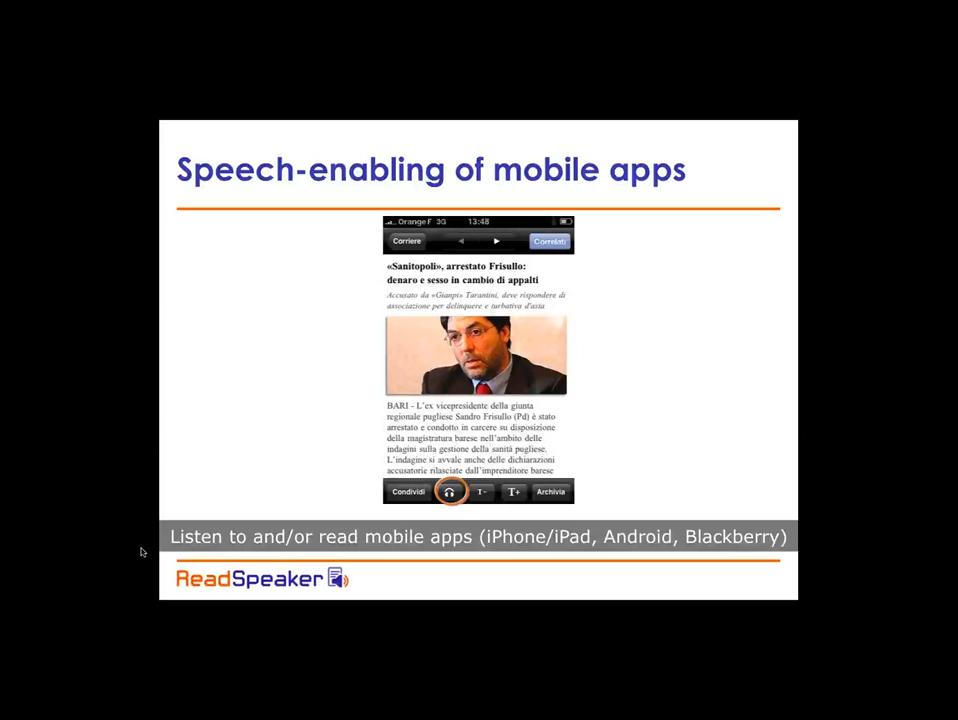 Speech-enabling of mobile apps
Orange F 3G 13:48
Corriere
Correlati
«Sanitopoli», arrestato Frisullo:
denaro e sesso in cambio di appalti
Accusato da «Gianpi» Tarantini, deve rispondere di
associazione per delinquere e turbativa d'asta
BARI - L'ex vicepresidente della giunta
regionale pugliese Sandro Frisullo (Pd) è stato
arrestato e condotto in carcere su disposizione
della magistratura barese nell'ambito delle
indagini sulla gestione della sanità pugliese.
L'indagine si avvale anche delle dichiarazioni
accusatorie rilasciate dall'imprenditore barese
Condividi T- T+ Archivia
Listen to and/or read mobile apps (iPhone/iPad, Android, Blackberry)
ReadSpeaker